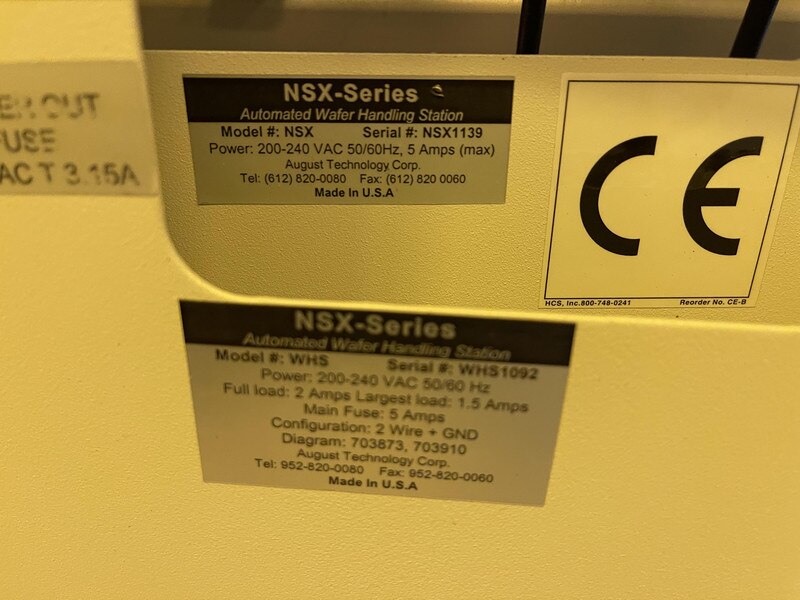 OUT
FUSE
AC T 3.15A
NSX-Series
Automated Wafer Handling Station
Model #: NSX Serial #: NSX1139
Power: 200-240 VAC 50/60Hz, 5 Amps (max)
August Technology Corp.
Tel: (612) 820-0080 Fax: (612) 820 0060
Made In U.S.A
CE
HCS, Inc.800-748-0241 Reorder No. CE-B
NSX-Series
Automated Wafer Handling Station
Model #: WHS Serial #: WHS1092
Power: 200-240 VAC 50/60 Hz
Full load: 2 Amps Largest load: 1.5 Amps
Main Fuse: 5 Amps
Configuration: 2 Wire + GND
Diagram: 703873, 703910
August Technology Corp.
Tel: 952-820-0080 Fax: 952-820-0060
Made In U.S.A